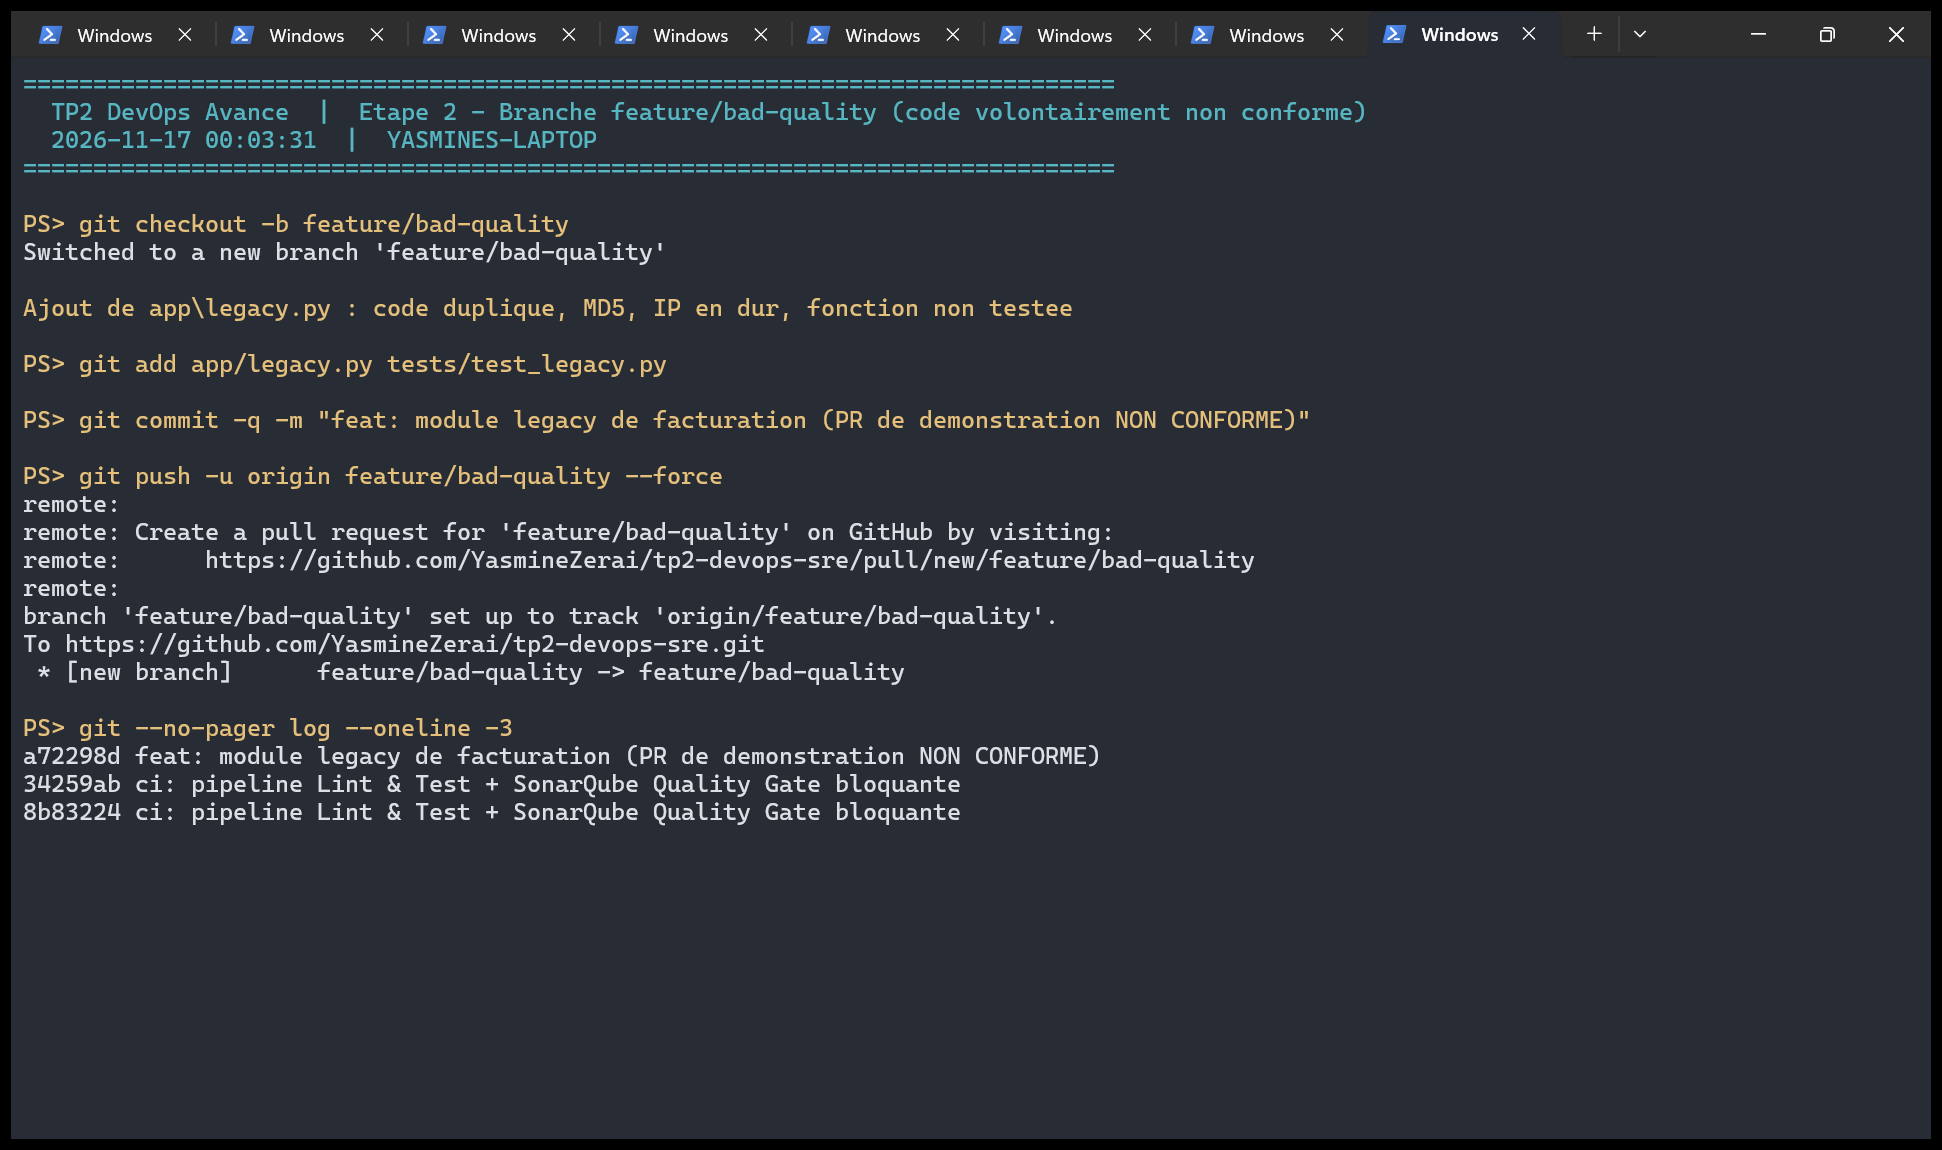 Windows Windows Windows Windows Windows Windows Windows Windows
==============================================================================
  TP2 DevOps Avance  |  Etape 2 - Branche feature/bad-quality (code volontairement non conforme)
  2026-11-17 00:03:31  |  YASMINES-LAPTOP
==============================================================================
PS> git checkout -b feature/bad-quality
Switched to a new branch 'feature/bad-quality'
Ajout de app\legacy.py : code duplique, MD5, IP en dur, fonction non testee
PS> git add app/legacy.py tests/test_legacy.py
PS> git commit -q -m "feat: module legacy de facturation (PR de demonstration NON CONFORME)"
PS> git push -u origin feature/bad-quality --force
remote:
remote: Create a pull request for 'feature/bad-quality' on GitHub by visiting:
remote:      https://github.com/YasmineZerai/tp2-devops-sre/pull/new/feature/bad-quality
remote:
branch 'feature/bad-quality' set up to track 'origin/feature/bad-quality'.
To https://github.com/YasmineZerai/tp2-devops-sre.git
 * [new branch]      feature/bad-quality -> feature/bad-quality
PS> git --no-pager log --oneline -3
a72298d feat: module legacy de facturation (PR de demonstration NON CONFORME)
34259ab ci: pipeline Lint & Test + SonarQube Quality Gate bloquante
8b83224 ci: pipeline Lint & Test + SonarQube Quality Gate bloquante